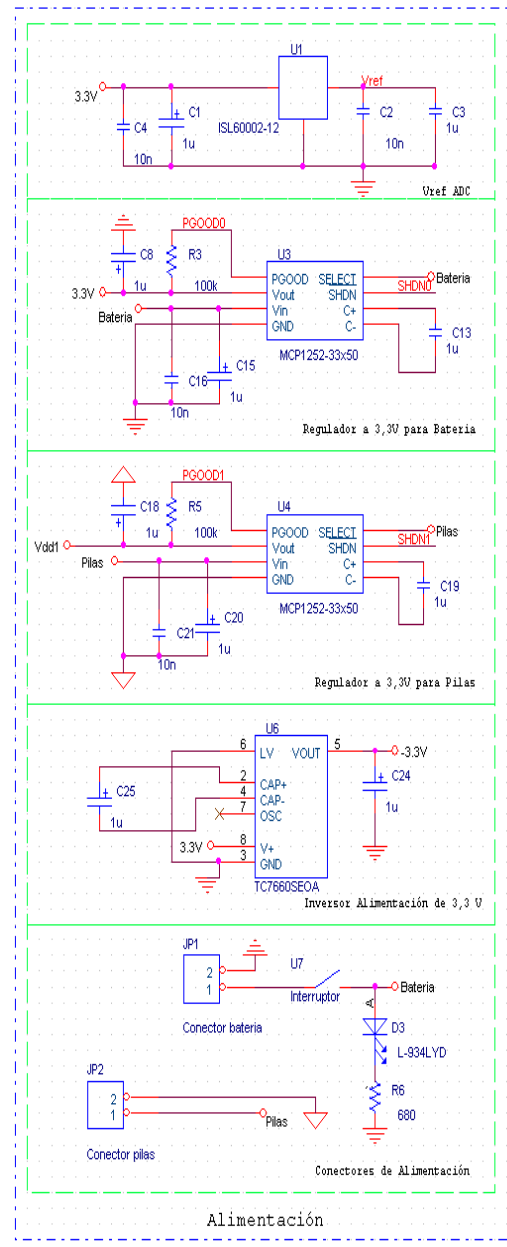 U1
Vref
3.3V
C4
C1
ISL60002-12
C2
C3
1u
10n
1u
10n
Vref ADC
PGOOD0
U3
C8
R3
1u
100k
3.3V
PGOOD SELECT
Vout SHDN
Vin C+
GND C-
Bateria
SHDN0
Bateria
C13
1u
MCP1252-33x50
C15
C16
1u
10n
Regulador a 3,3V para Bateria
PGOOD1
U4
C18
R5
1u
100k
Vdd1
PGOOD SELECT
Vout SHDN
Vin C+
GND C-
Pilas
SHDN1
Pilas
C19
1u
MCP1252-33x50
C20
C21
1u
10n
Regulador a 3,3V para Pilas
U6
6 LV VOUT 5
-3.3V
2 CAP+
4 CAP-
7 OSC
C25
1u
C24
1u
3.3V
8 V+
3 GND
TC7660SEOA
Inversor Alimentación de 3,3 V
JP1
2
1
U7
Interruptor
Bateria
Conector bateria
A
D3
L-934LYD
JP2
2
1
R6
680
Pilas
Conector pilas
Conectores de Alimentación
Alimentación